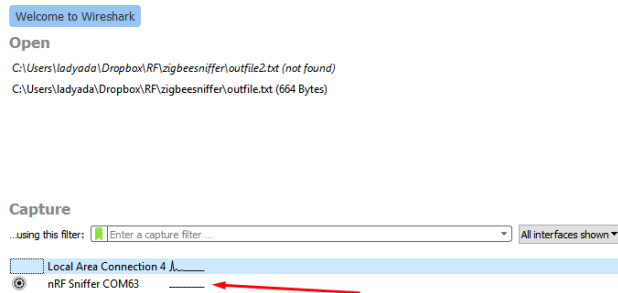 Welcome to Wireshark
Open
C:\Users\ladyada\Dropbox\RF\zigbeesniffer\outfile2.txt (not found)
C:\Users\ladyada\Dropbox\RF\zigbeesniffer\outfile.txt (664 Bytes)
Capture
...using this filter: Enter a capture filter ... All interfaces shown
Local Area Connection 4
nRF Sniffer COM63